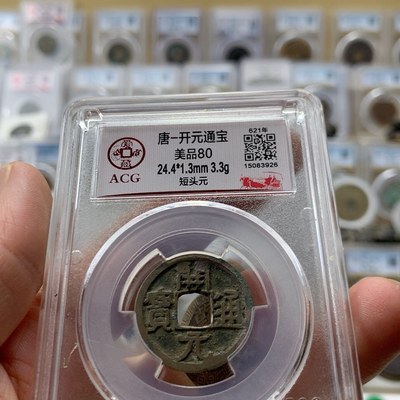 唐-开元通宝
美品80
24.4*1.3mm 3.3g
短头元
ACG
621年
15083926
開
元
通
寳